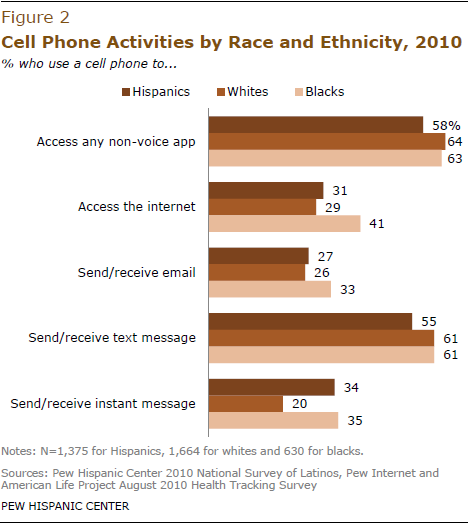 Figure 2
Cell Phone Activities by Race and Ethnicity, 2010
% who use a cell phone to...
Hispanics Whites Blacks
Access any non-voice app
58%
64
63
Access the internet
31
29
41
Send/receive email
27
26
33
Send/receive text message
55
61
61
Send/receive instant message
34
20
35
Notes: N=1,375 for Hispanics, 1,664 for whites and 630 for blacks.
Sources: Pew Hispanic Center 2010 National Survey of Latinos, Pew Internet and
American Life Project August 2010 Health Tracking Survey
PEW HISPANIC CENTER